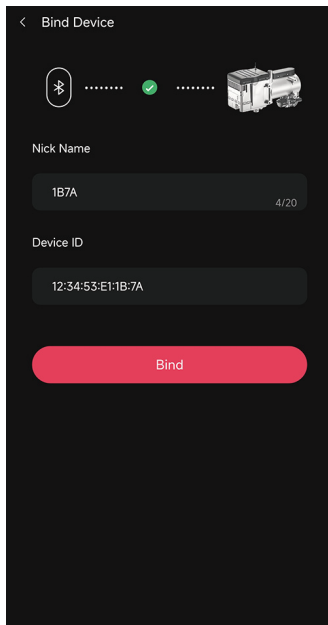 Bind Device
Nick Name
1B7A
4/20
Device ID
12:34:53:E1:1B:7A
Bind